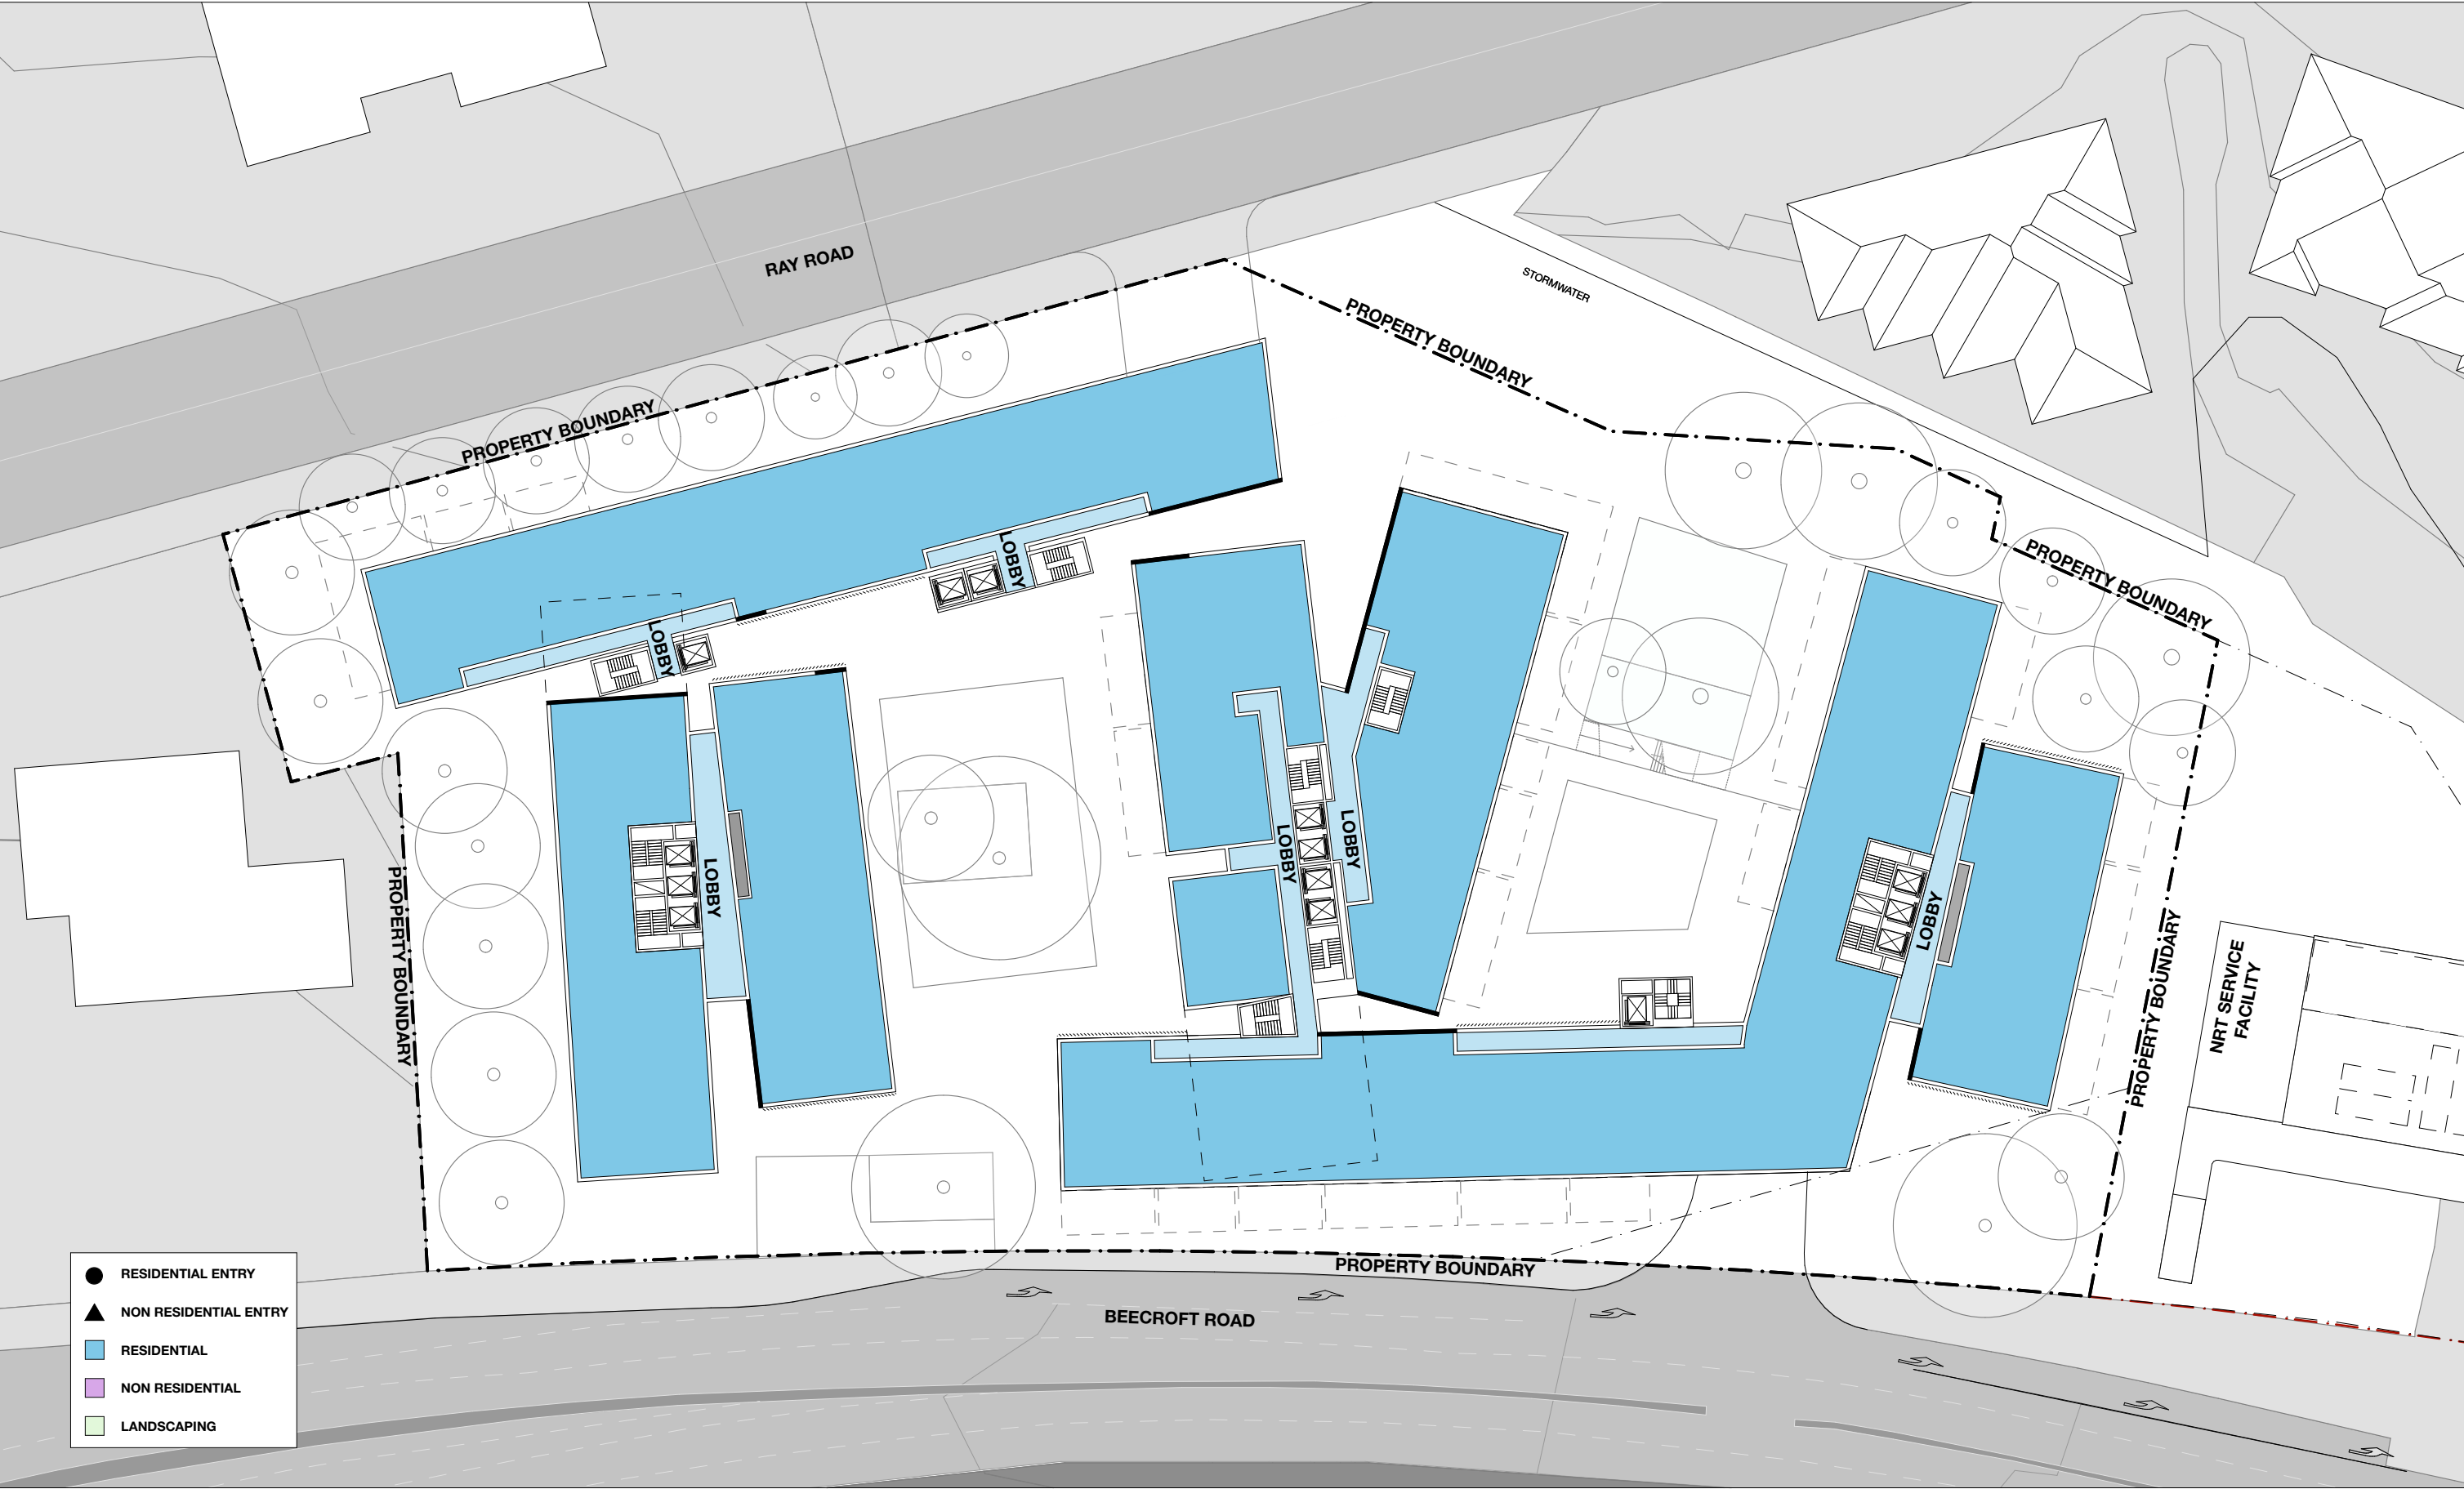 RAY ROAD
STORMWATER
PROPERTY BOUNDARY
PROPERTY BOUNDARY
PROPERTY BOUNDARY
LOBBY
LOBBY
LOBBY
LOBBY
LOBBY
LOBBY
PROPERTY BOUNDARY
PROPERTY BOUNDARY
NRT SERVICE
FACILITY
PROPERTY BOUNDARY
BEECROFT ROAD
RESIDENTIAL ENTRY
NON RESIDENTIAL ENTRY
RESIDENTIAL
NON RESIDENTIAL
LANDSCAPING